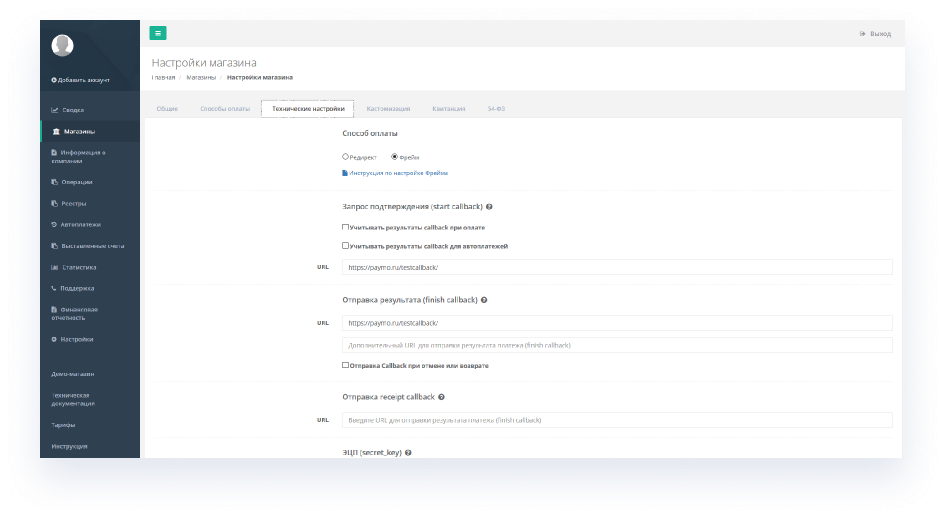 Выход
Настройки магазина
Главная / Магазины / Настройки магазина
Добавить аккаунт
Сводка
Магазины
Информация о
компании
Операции
Реестры
Автоплатежи
Выставленные счета
Статистика
Поддержка
Финансовая
отчетность
Настройки
Демо-магазин
Техническая
документация
Тарифы
Инструкция
Общие Способы оплаты Технические настройки Кастомизация Квитанция 54-ФЗ
Способ оплаты
Редирект Фрейм
Инструкция по настройке Фрейма
Запрос подтверждения (start callback)
Учитывать результаты callback при оплате
Учитывать результаты callback для автоплатежей
URL https://paymo.ru/testcallback/
Отправка результата (finish callback)
URL https://paymo.ru/testcallback/
Дополнительный URL для отправки результата платежа (finish callback)
Отправка Callback при отмене или возврате
Отправка receipt callback
URL Введите URL для отправки результата платежа (finish callback)
ЭЦП (secret_key)